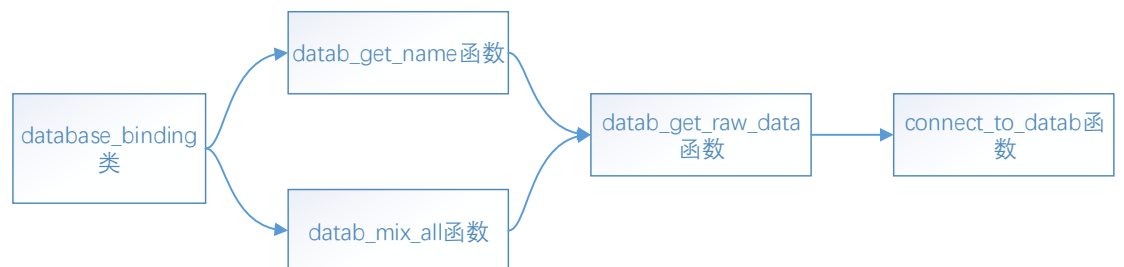 database_binding
类
datab_get_name函数
datab_mix_all函数
datab_get_raw_data
函数
connect_to_datab函
数